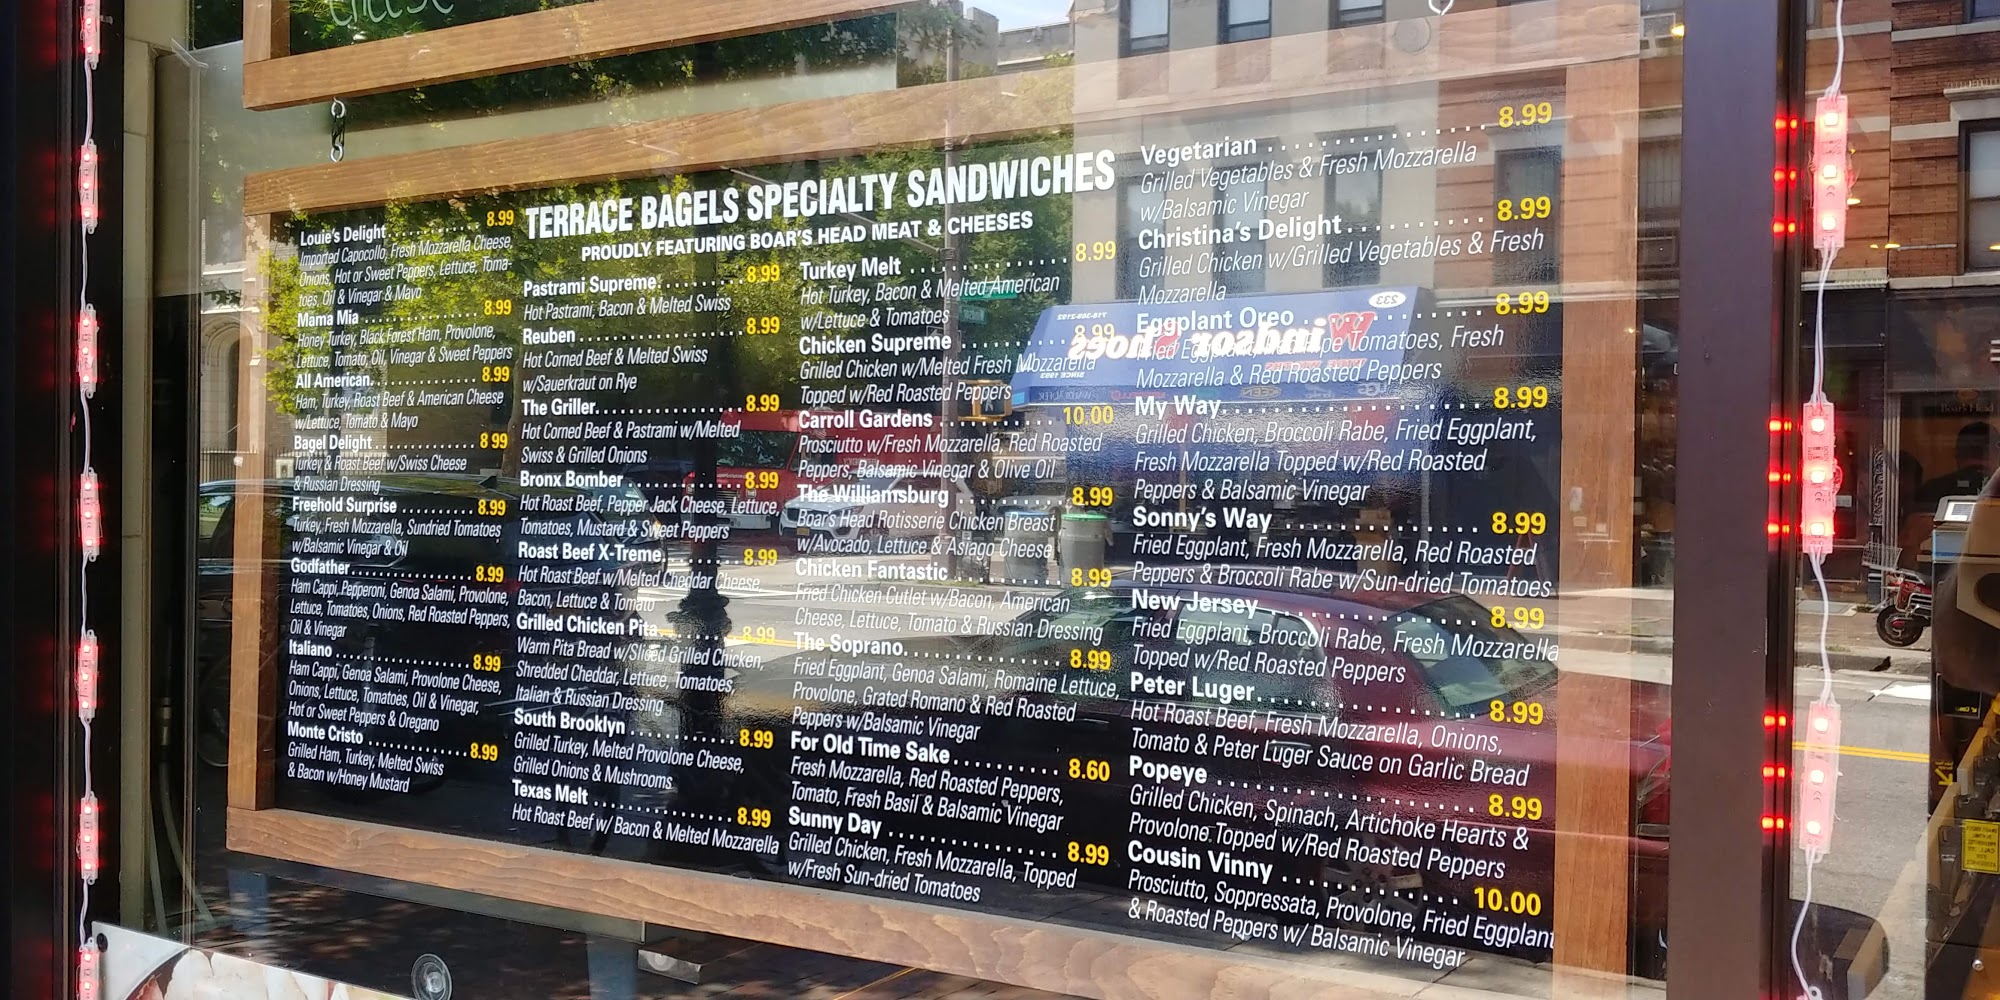 cheese
TERRACE BAGELS SPECIALTY SANDWICHES
PROUDLY FEATURING BOAR'S HEAD MEAT & CHEESES
Louie's Delight . . . . . . . . . . . . . 8.99
Imported Capocollo, Fresh Mozzarella Cheese,
Onions, Hot or Sweet Peppers, Lettuce, Toma-
toes, Oil & Vinegar & Mayo
Mama Mia . . . . . . . . . . . . . . . . 8.99
Honey Turkey, Black Forest Ham, Provolone,
Lettuce, Tomato, Oil, Vinegar & Sweet Peppers
All American. . . . . . . . . . . . . . . 8.99
Ham, Turkey, Roast Beef & American Cheese
w/Lettuce, Tomato & Mayo
Bagel Delight . . . . . . . . . . . . . . 8 99
Turkey & Roast Beef w/Swiss Cheese
& Russian Dressing
Freehold Surprise . . . . . . . . . . . 8.99
Turkey, Fresh Mozzarella, Sundried Tomatoes
w/Balsamic Vinegar & Oil
Godfather. . . . . . . . . . . . . . . . . 8.99
Ham Cappi, Pepperoni, Genoa Salami, Provolone,
Lettuce, Tomatoes, Onions, Red Roasted Peppers,
Oil & Vinegar
Italiano . . . . . . . . . . . . . . . . . . 8.99
Ham Cappi, Genoa Salami, Provolone Cheese,
Onions, Lettuce, Tomatoes, Oil & Vinegar,
Hot or Sweet Peppers & Oregano
Monte Cristo . . . . . . . . . . . . . . 8.99
Grilled Ham, Turkey, Melted Swiss
& Bacon w/Honey Mustard
Pastrami Supreme. . . . . . . . . . . 8.99
Hot Pastrami, Bacon & Melted Swiss
Reuben . . . . . . . . . . . . . . . . . . 8.99
Hot Corned Beef & Melted Swiss
w/Sauerkraut on Rye
The Griller. . . . . . . . . . . . . . . . 8.99
Hot Corned Beef & Pastrami w/Melted
Swiss & Grilled Onions
Bronx Bomber . . . . . . . . . . . . . 8.99
Hot Roast Beef, Pepper Jack Cheese, Lettuce,
Tomatoes, Mustard & Sweet Peppers
Roast Beef X-Treme. . . . . . . . . . 8.99
Hot Roast Beef w/Melted Cheddar Cheese,
Bacon, Lettuce & Tomato
Grilled Chicken Pita. . . . . . . . . . 8.99
Warm Pita Bread w/Sliced Grilled Chicken,
Shredded Cheddar, Lettuce, Tomatoes,
Italian & Russian Dressing
South Brooklyn . . . . . . . . . . . . 8.99
Grilled Turkey, Melted Provolone Cheese,
Grilled Onions & Mushrooms
Texas Melt . . . . . . . . . . . . . . . 8.99
Hot Roast Beef w/ Bacon & Melted Mozzarella
Turkey Melt . . . . . . . . . . . . . . . 8.99
Hot Turkey, Bacon & Melted American
w/Lettuce & Tomatoes
Chicken Supreme . . . . . . . . . . . 8.99
Grilled Chicken w/Melted Fresh Mozzarella
Topped w/Red Roasted Peppers
Carroll Gardens . . . . . . . . . . . . 10.00
Prosciutto w/Fresh Mozzarella, Red Roasted
Peppers, Balsamic Vinegar & Olive Oil
The Williamsburg . . . . . . . . . . . 8.99
Boar's Head Rotisserie Chicken Breast
w/Avocado, Lettuce & Asiago Cheese
Chicken Fantastic . . . . . . . . . . . 8.99
Fried Chicken Cutlet w/Bacon, American
Cheese, Lettuce, Tomato & Russian Dressing
The Soprano. . . . . . . . . . . . . . . 8.99
Fried Eggplant, Genoa Salami, Romaine Lettuce,
Provolone, Grated Romano & Red Roasted
Peppers w/Balsamic Vinegar
For Old Time Sake . . . . . . . . . . 8.60
Fresh Mozzarella, Red Roasted Peppers,
Tomato, Fresh Basil & Balsamic Vinegar
Sunny Day . . . . . . . . . . . . . . . 8.99
Grilled Chicken, Fresh Mozzarella, Topped
w/Fresh Sun-dried Tomatoes
Vegetarian . . . . . . . . . . . . . . . 8.99
Grilled Vegetables & Fresh Mozzarella
w/Balsamic Vinegar
Christina's Delight . . . . . . . . . . 8.99
Grilled Chicken w/Grilled Vegetables & Fresh
Mozzarella
Eggplant Oreo . . . . . . . . . . . . . 8.99
Fried Tomatoes, Fresh
Mozzarella & Red Roasted Peppers
My Way. . . . . . . . . . . . . . . . . . 8.99
Grilled Chicken, Broccoli Rabe, Fried Eggplant,
Fresh Mozzarella Topped w/Red Roasted
Peppers & Balsamic Vinegar
Sonny's Way . . . . . . . . . . . . . . 8.99
Fried Eggplant, Fresh Mozzarella, Red Roasted
Peppers & Broccoli Rabe w/Sun-dried Tomatoes
New Jersey . . . . . . . . . . . . . . . 8.99
Fried Eggplant, Broccoli Rabe, Fresh Mozzarella
Topped w/Red Roasted Peppers
Peter Luger. . . . . . . . . . . . . . . 8.99
Hot Roast Beef, Fresh Mozzarella, Onions,
Tomato & Peter Luger Sauce on Garlic Bread
Popeye . . . . . . . . . . . . . . . . . . 8.99
Grilled Chicken, Spinach, Artichoke Hearts &
Provolone Topped w/Red Roasted Peppers
Cousin Vinny . . . . . . . . . . . . . . 10.00
Prosciutto, Soppressata, Provolone, Fried Eggplant
& Roasted Peppers w/ Balsamic Vinegar
233
Windsor Shoes
SINCE 1983